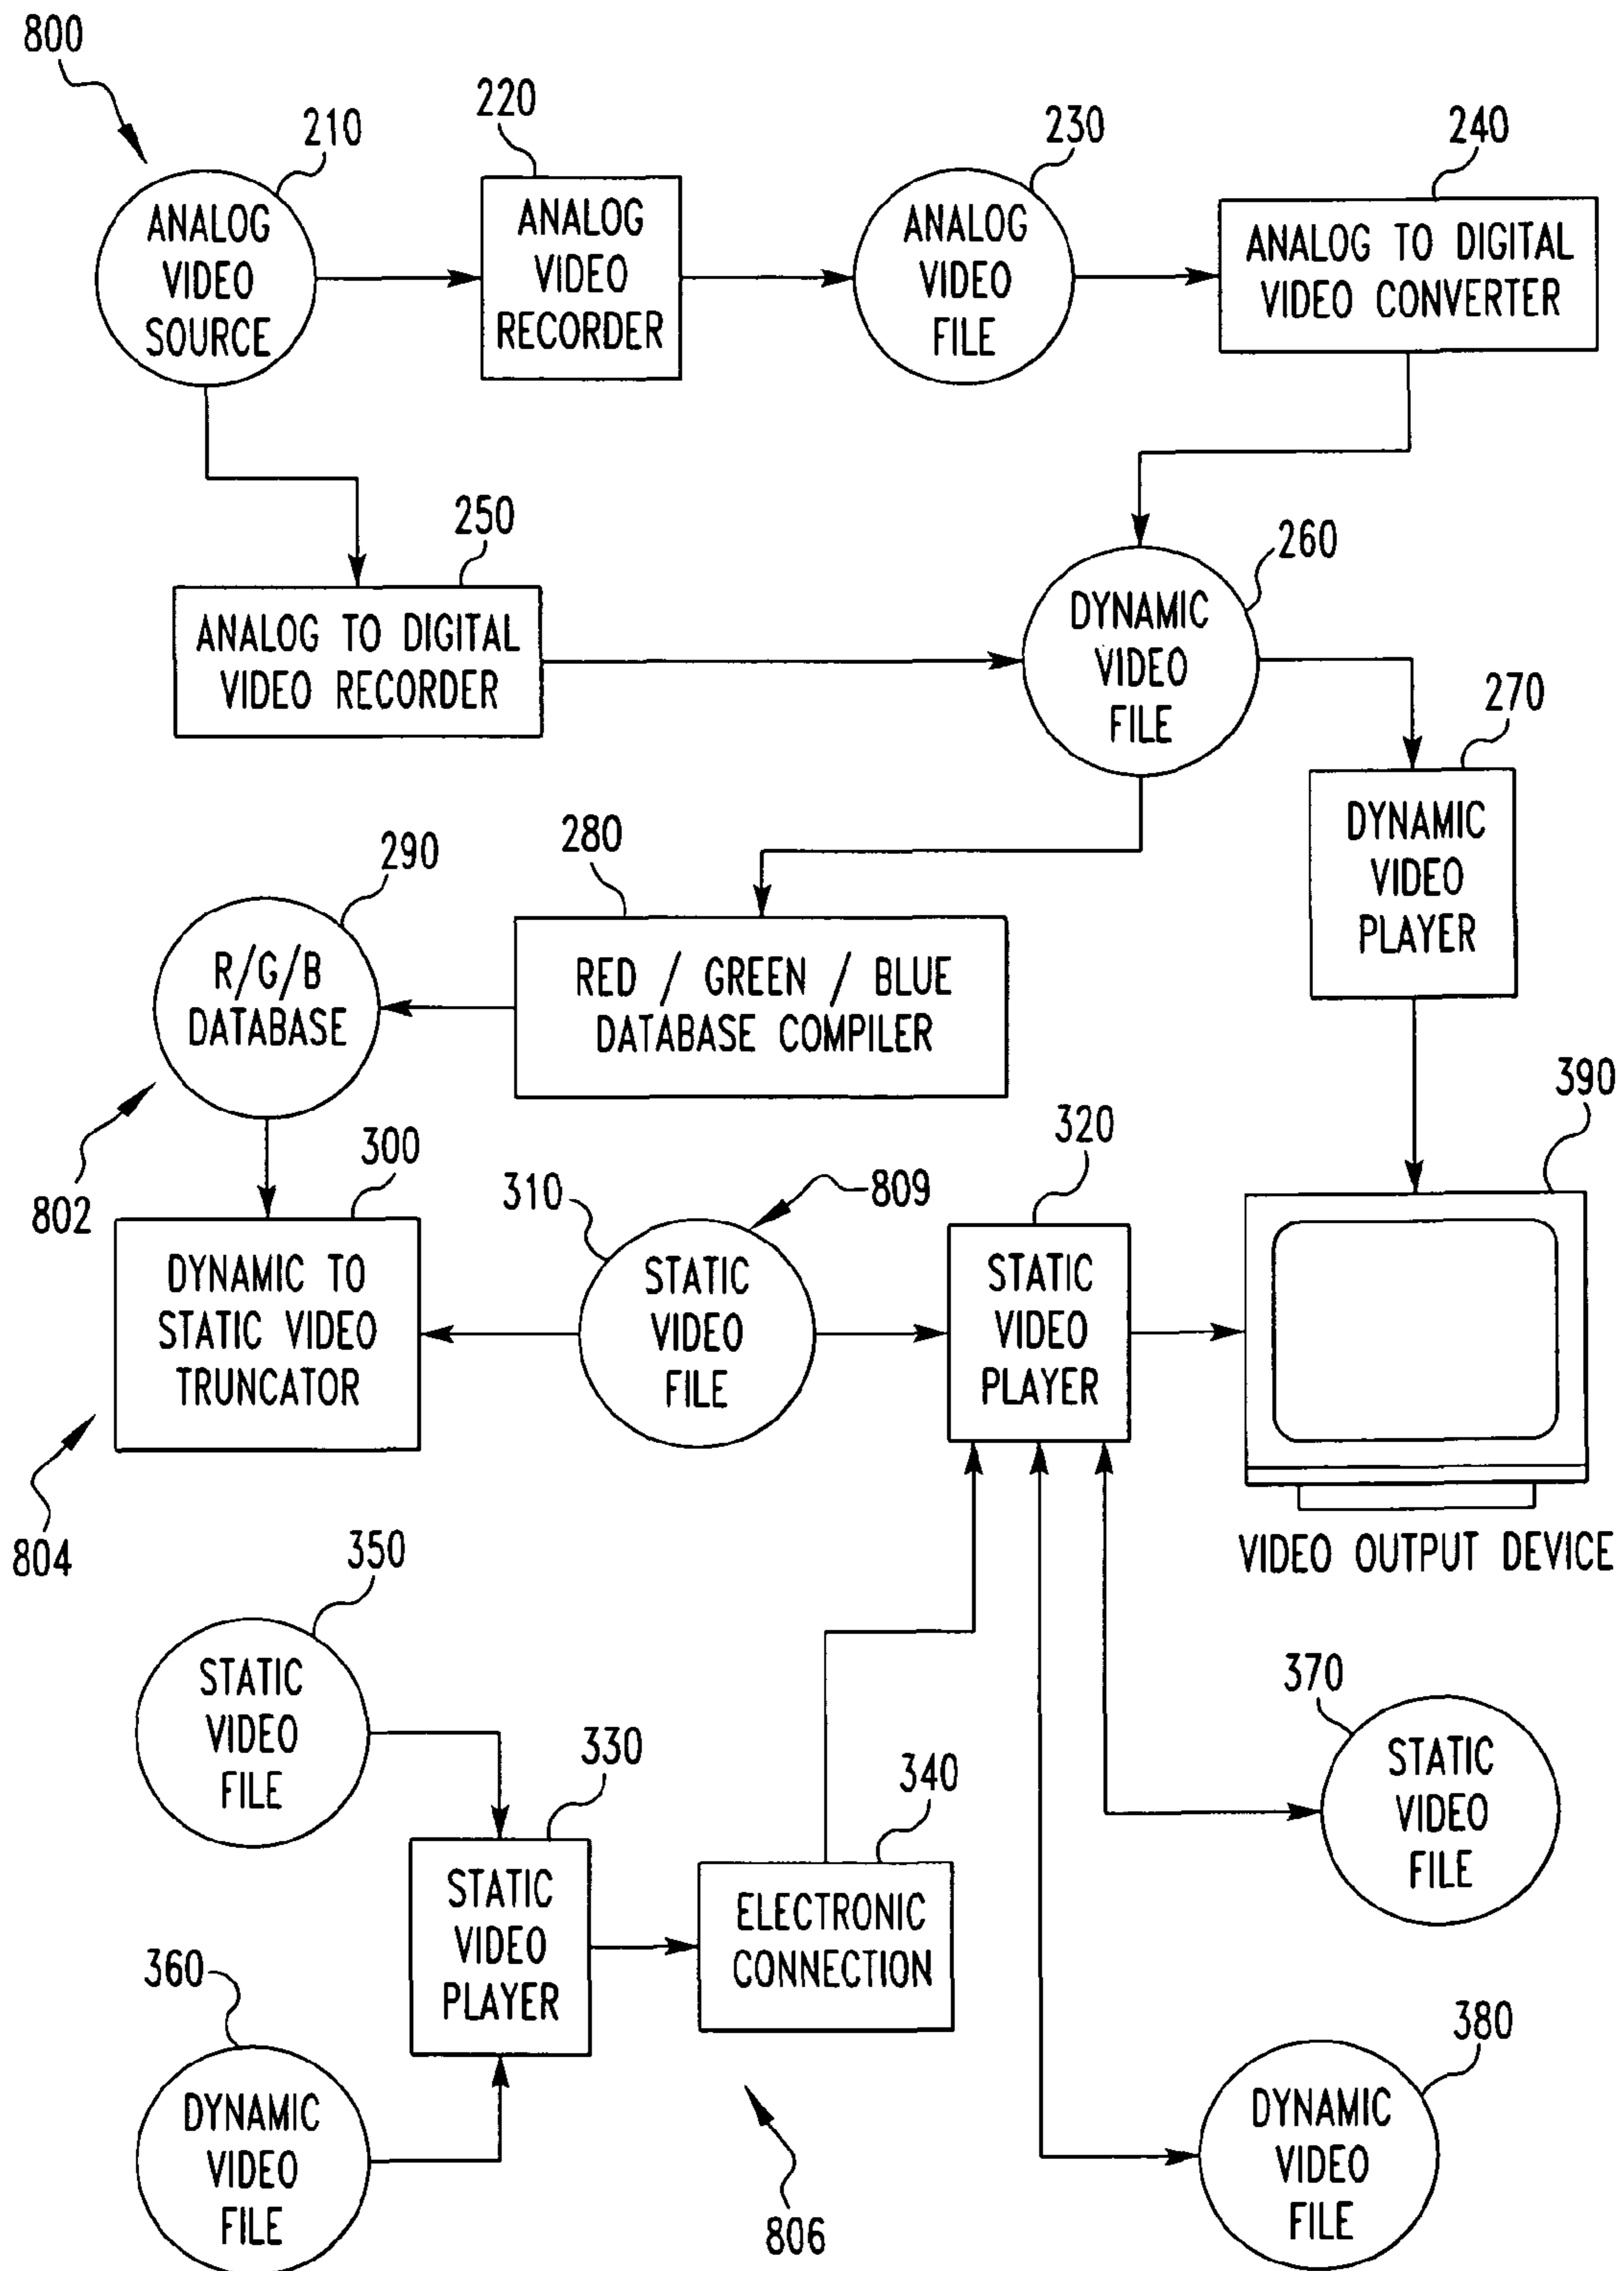 800
210
220
230
240
ANALOG
VIDEO
SOURCE
ANALOG
VIDEO
RECORDER
ANALOG
VIDEO
FILE
ANALOG TO DIGITAL
VIDEO CONVERTER
250
260
ANALOG TO DIGITAL
VIDEO RECORDER
DYNAMIC
VIDEO
FILE
270
DYNAMIC
VIDEO
PLAYER
280
290
R/G/B
DATABASE
RED / GREEN / BLUE
DATABASE COMPILER
802
300
310
809
320
390
DYNAMIC TO
STATIC VIDEO
TRUNCATOR
STATIC
VIDEO
FILE
STATIC
VIDEO
PLAYER
VIDEO OUTPUT DEVICE
804
350
STATIC
VIDEO
FILE
330
340
370
STATIC
VIDEO
FILE
STATIC
VIDEO
PLAYER
ELECTRONIC
CONNECTION
360
DYNAMIC
VIDEO
FILE
806
380
DYNAMIC
VIDEO
FILE